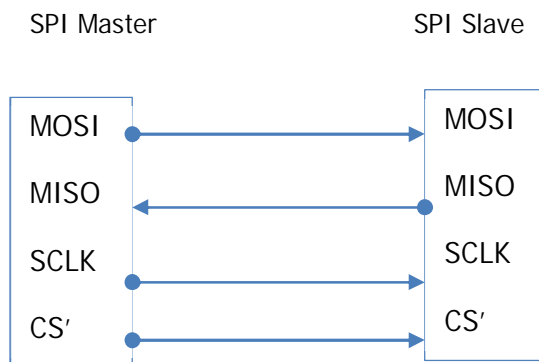 SPI Master
SPI Slave
MOSI
MOSI
MISO
MISO
SCLK
SCLK
CS′
CS′